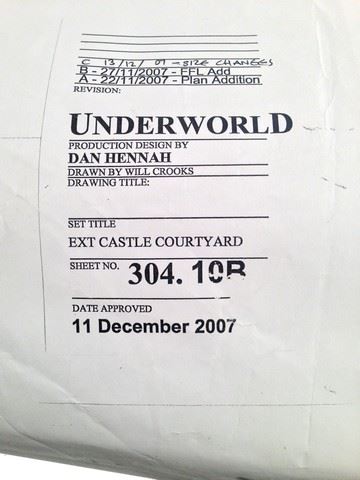 C 13/12/07 - SIZE CHANGES
B - 27/11/2007 - FFL Add
A - 22/11/2007 - Plan Addition
REVISION:
UNDERWORLD
PRODUCTION DESIGN BY
DAN HENNAH
DRAWN BY WILL CROOKS
DRAWING TITLE:
SET TITLE
EXT CASTLE COURTYARD
SHEET NO. 304. 10B
DATE APPROVED
11 December 2007